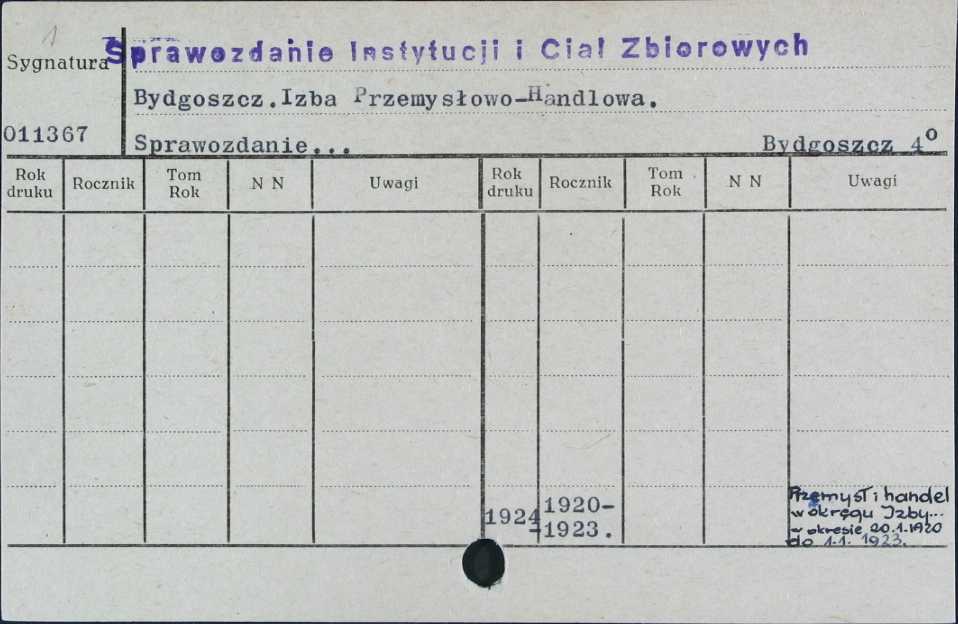 1
Sygnatura
Sprawozdanie Instytucji i Ciał Zbiorowych
Bydgoszcz.Izba Przemysłowo-Handlowa.
011367
Sprawozdanie... Bydgoszcz 4°
Rok druku Rocznik Tom Rok N N Uwagi Rok druku Rocznik Tom Rok N N Uwagi
1924 1920-
-1923.
Przemysł i handel
w okręgu Izby...
w okresie 20.1.1920
do 1.1. 1923.